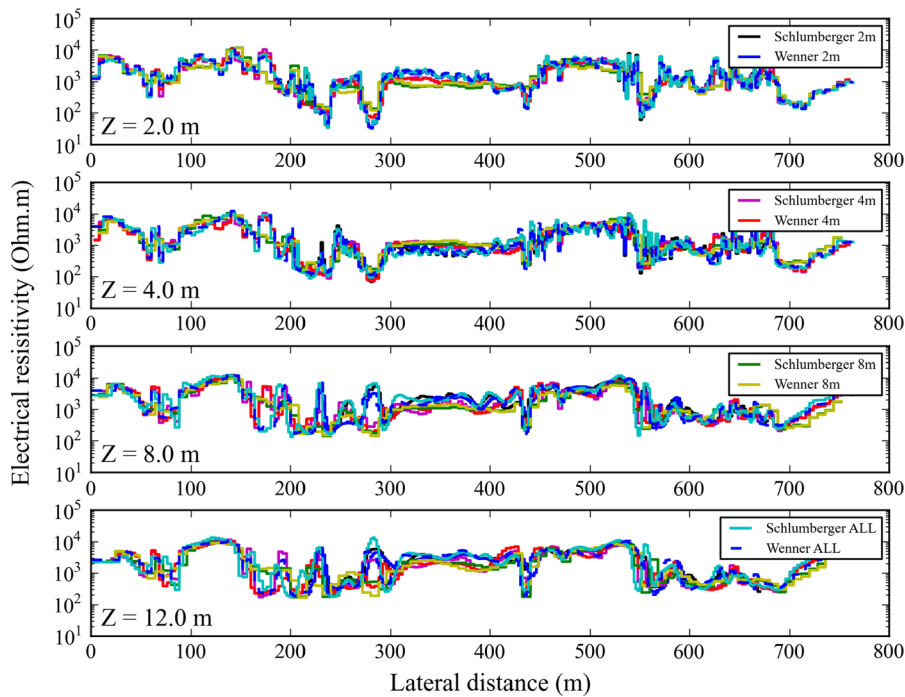 Electrical resisitivity (Ohm.m)
10^5
10^4
10^3
10^2
10^1
Schlumberger 2m
Wenner 2m
Z = 2.0 m
0 100 200 300 400 500 600 700 800
10^5
10^4
10^3
10^2
10^1
Schlumberger 4m
Wenner 4m
Z = 4.0 m
0 100 200 300 400 500 600 700 800
10^5
10^4
10^3
10^2
10^1
Schlumberger 8m
Wenner 8m
Z = 8.0 m
0 100 200 300 400 500 600 700 800
10^5
10^4
10^3
10^2
10^1
Schlumberger ALL
Wenner ALL
Z = 12.0 m
0 100 200 300 400 500 600 700 800
Lateral distance (m)